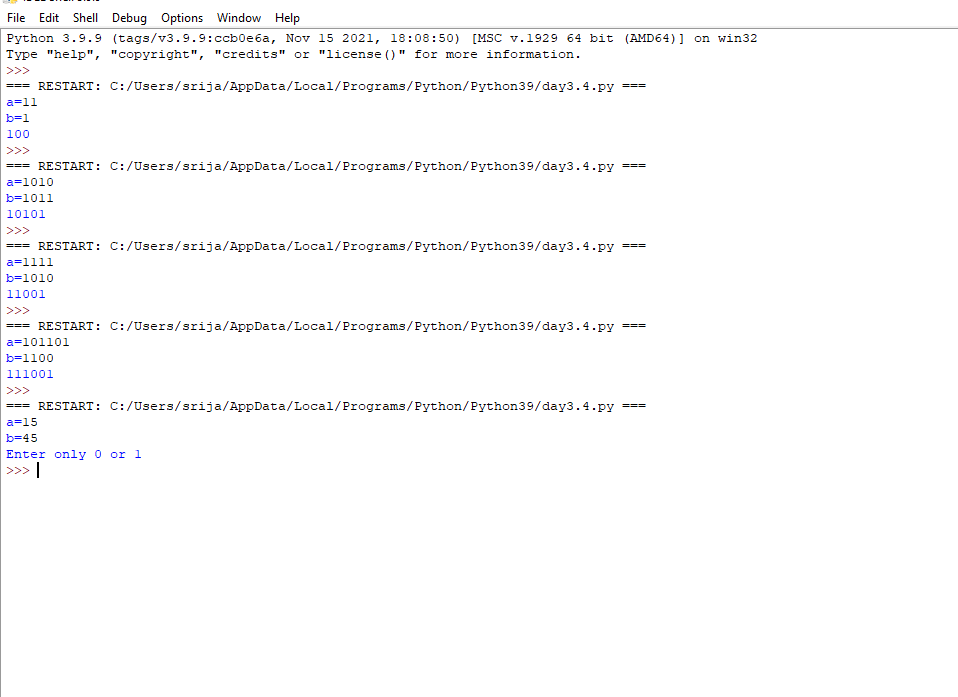 File Edit Shell Debug Options Window Help
Python 3.9.9 (tags/v3.9.9:ccb0e6a, Nov 15 2021, 18:08:50) [MSC v.1929 64 bit (AMD64)] on win32
Type "help", "copyright", "credits" or "license()" for more information.
>>>
=== RESTART: C:/Users/srija/AppData/Local/Programs/Python/Python39/day3.4.py ===
a=11
b=1
100
>>>
=== RESTART: C:/Users/srija/AppData/Local/Programs/Python/Python39/day3.4.py ===
a=1010
b=1011
10101
>>>
=== RESTART: C:/Users/srija/AppData/Local/Programs/Python/Python39/day3.4.py ===
a=1111
b=1010
11001
>>>
=== RESTART: C:/Users/srija/AppData/Local/Programs/Python/Python39/day3.4.py ===
a=101101
b=1100
111001
>>>
=== RESTART: C:/Users/srija/AppData/Local/Programs/Python/Python39/day3.4.py ===
a=15
b=45
Enter only 0 or 1
>>>